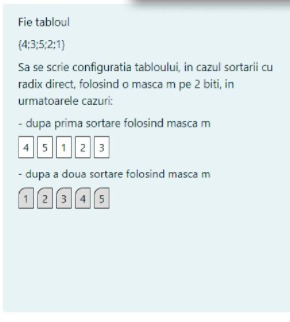 Fie tabloul
{4;3;5;2;1}
Sa se scrie configuratia tabloului, in cazul sortarii cu
radix direct, folosind o masca m pe 2 biti, in
urmatoarele cazuri:
- dupa prima sortare folosind masca m
4 5 1 2 3
- dupa a doua sortare folosind masca m
1 2 3 4 5